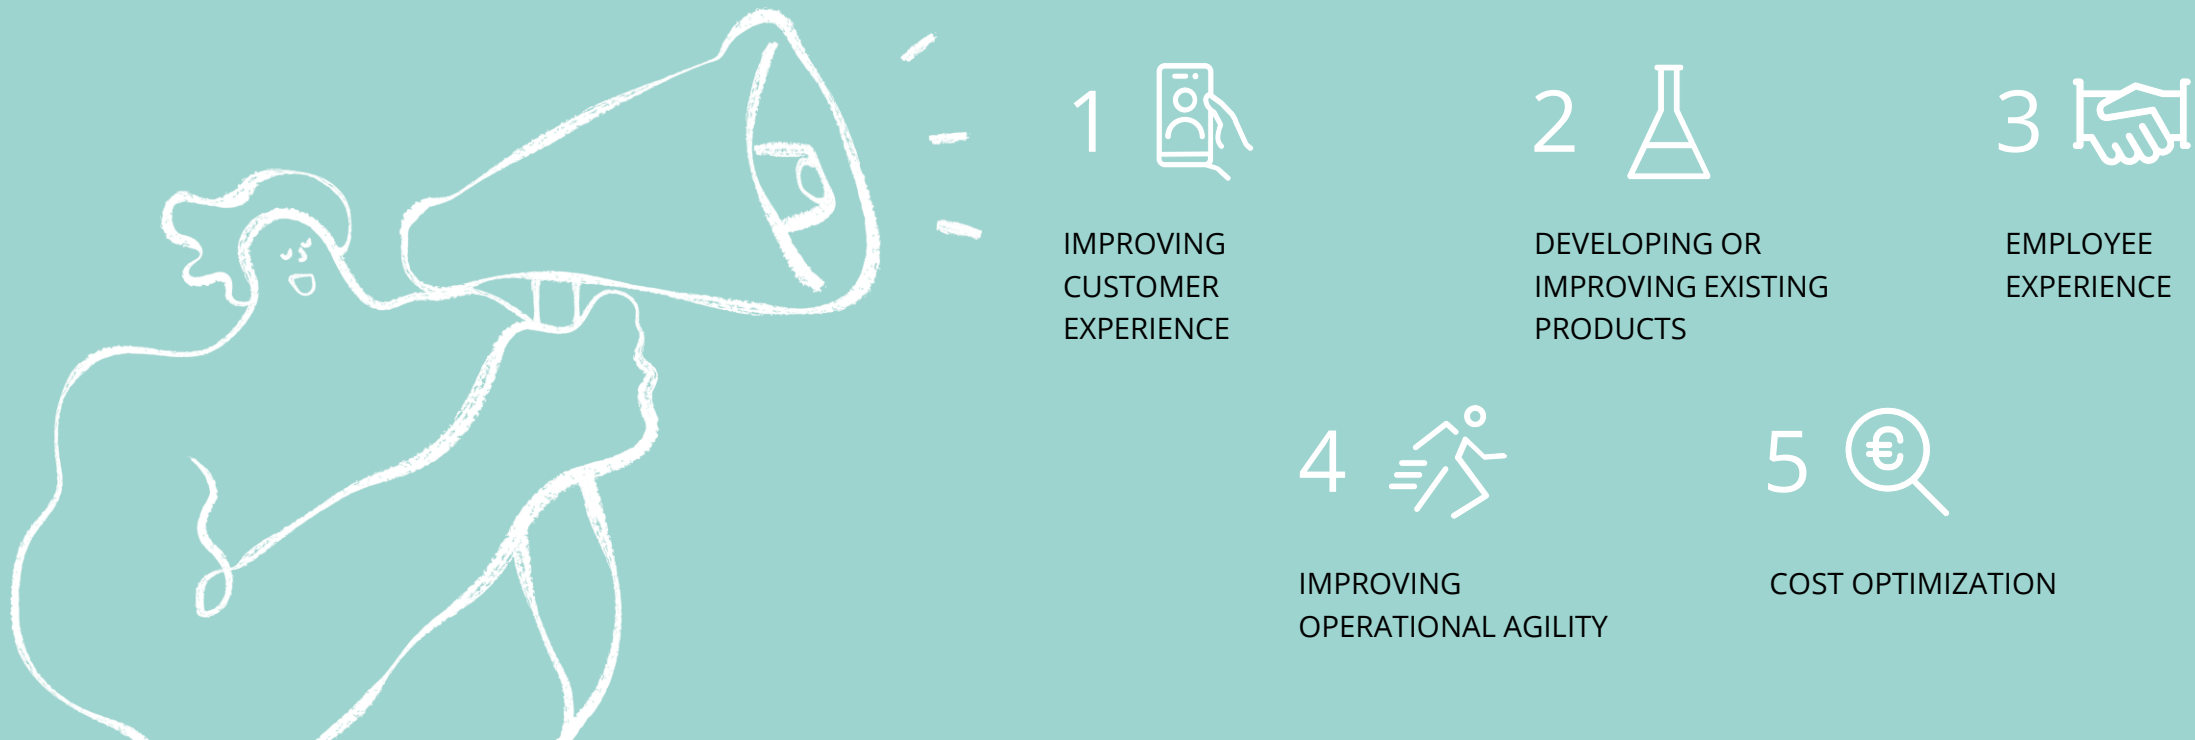 1
IMPROVING
CUSTOMER
EXPERIENCE
2
DEVELOPING OR
IMPROVING EXISTING
PRODUCTS
3
EMPLOYEE
EXPERIENCE
4
IMPROVING
OPERATIONAL AGILITY
5
€
COST OPTIMIZATION